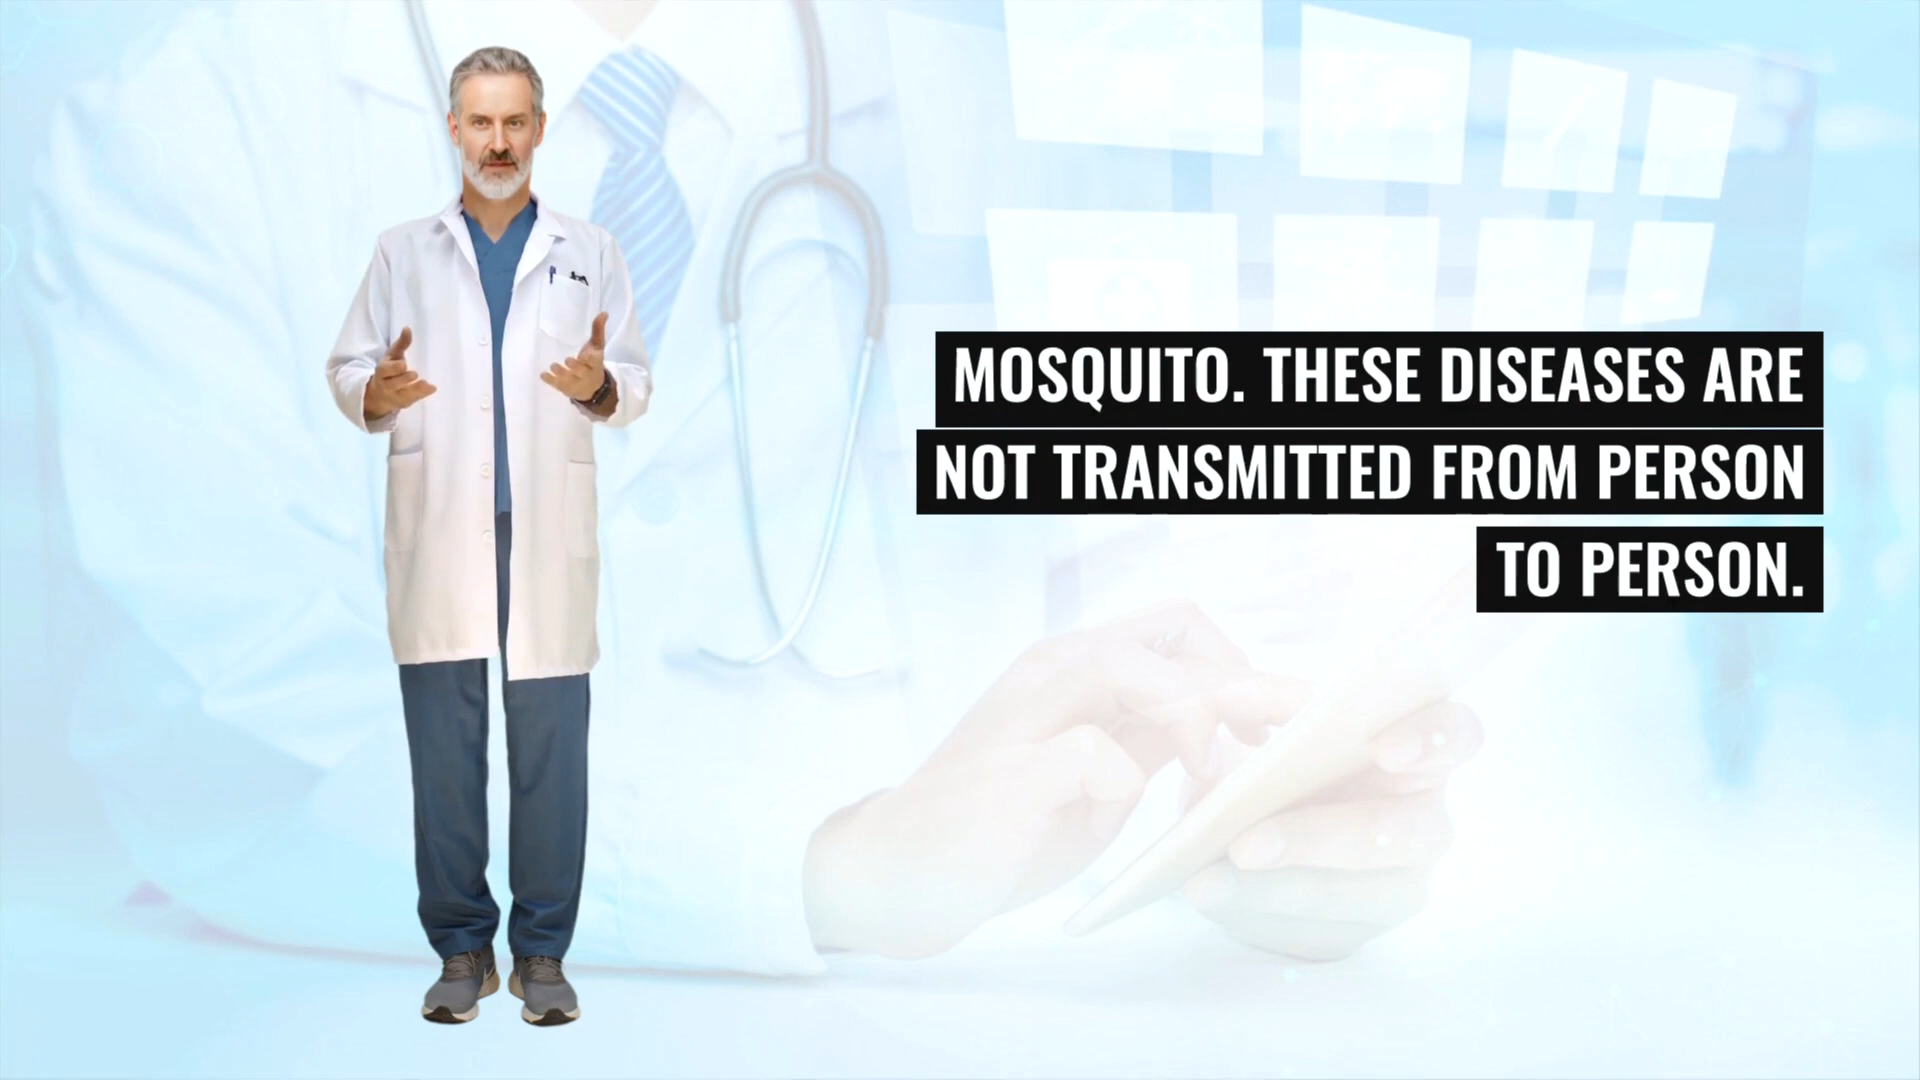 MOSQUITO. THESE DISEASES ARE
NOT TRANSMITTED FROM PERSON
TO PERSON.